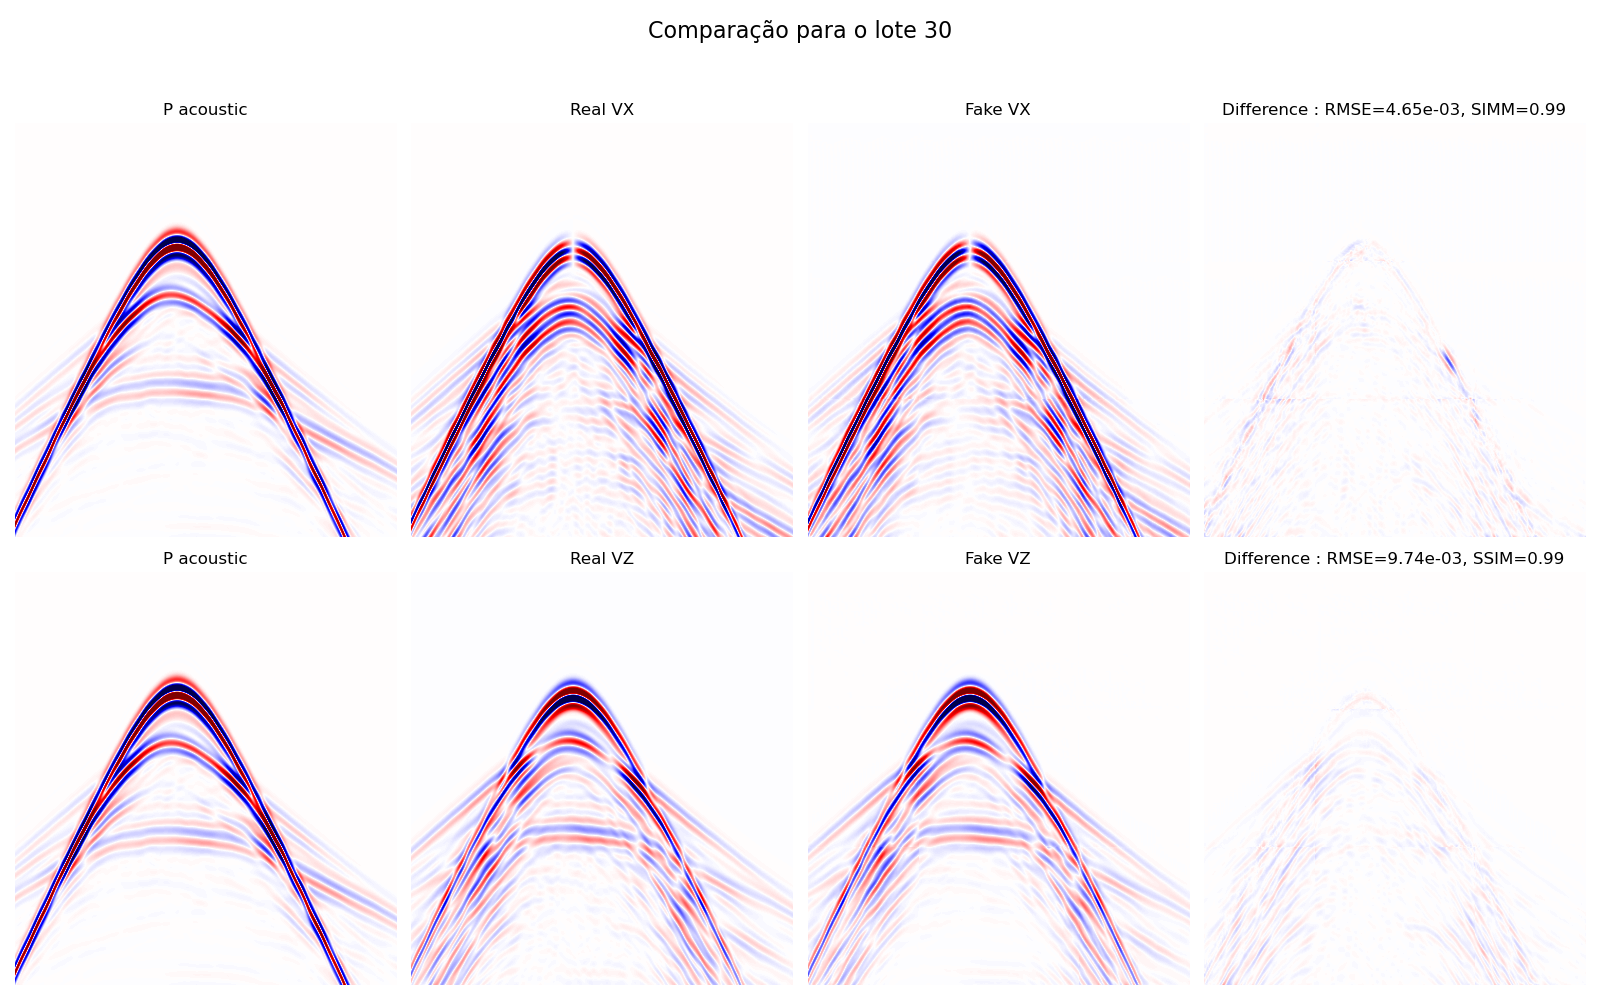 Comparação para o lote 30
P acoustic
Real VX
Fake VX
Difference : RMSE=4.65e-03, SIMM=0.99
P acoustic
Real VZ
Fake VZ
Difference : RMSE=9.74e-03, SSIM=0.99